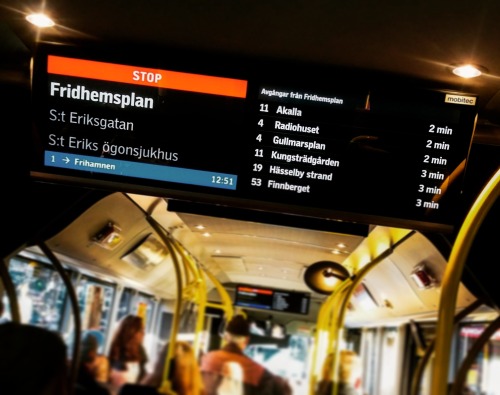 STOP
Fridhemsplan
S:t Eriksgatan
S:t Eriks ögonsjukhus
1 → Frihamnen 12:51
mobitec
Avgångar från Fridhemsplan
11 Akalla 2 min
4 Radiohuset 2 min
4 Gullmarsplan 2 min
11 Kungsträdgården 3 min
19 Hässelby strand 3 min
53 Finnberget 3 min